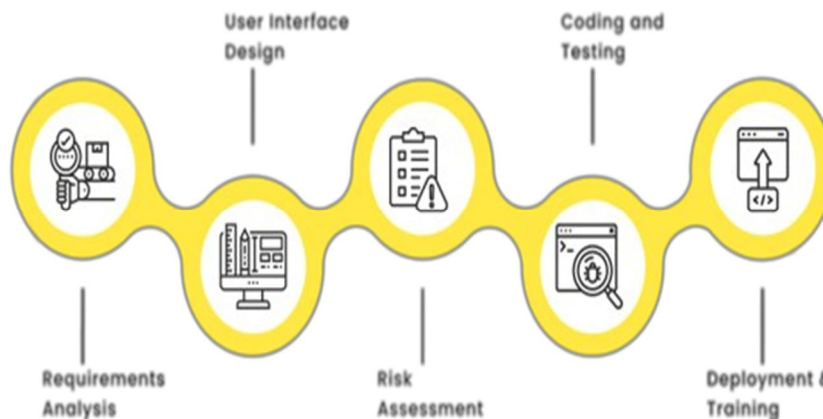 User Interface
Design
Coding and
Testing
>_
</>
Requirements
Analysis
Risk
Assessment
Deployment &
Training